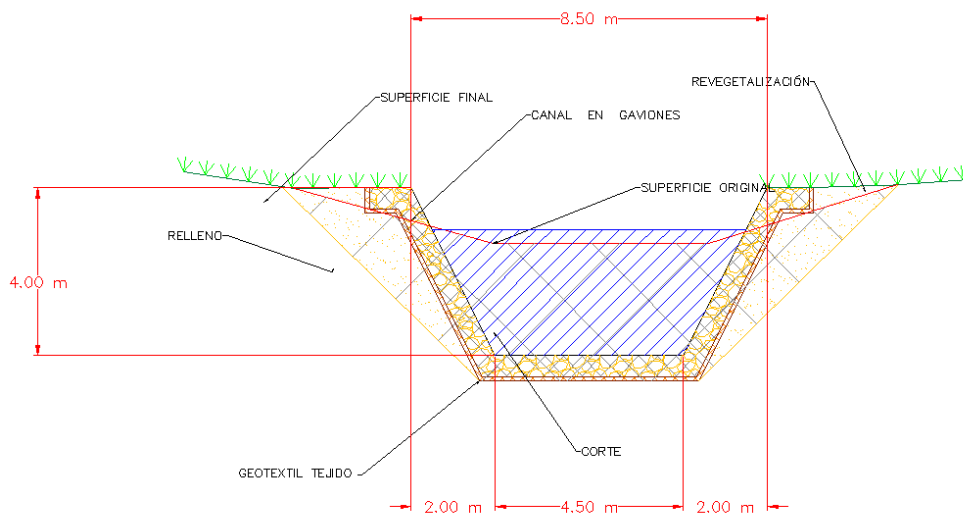 8.50 m
REVEGETALIZACIÓN
SUPERFICIE FINAL
CANAL EN GAVIONES
SUPERFICIE ORIGINAL
RELLENO
4.00 m
CORTE
GEOTEXTIL TEJIDO
2.00 m
4.50 m
2.00 m